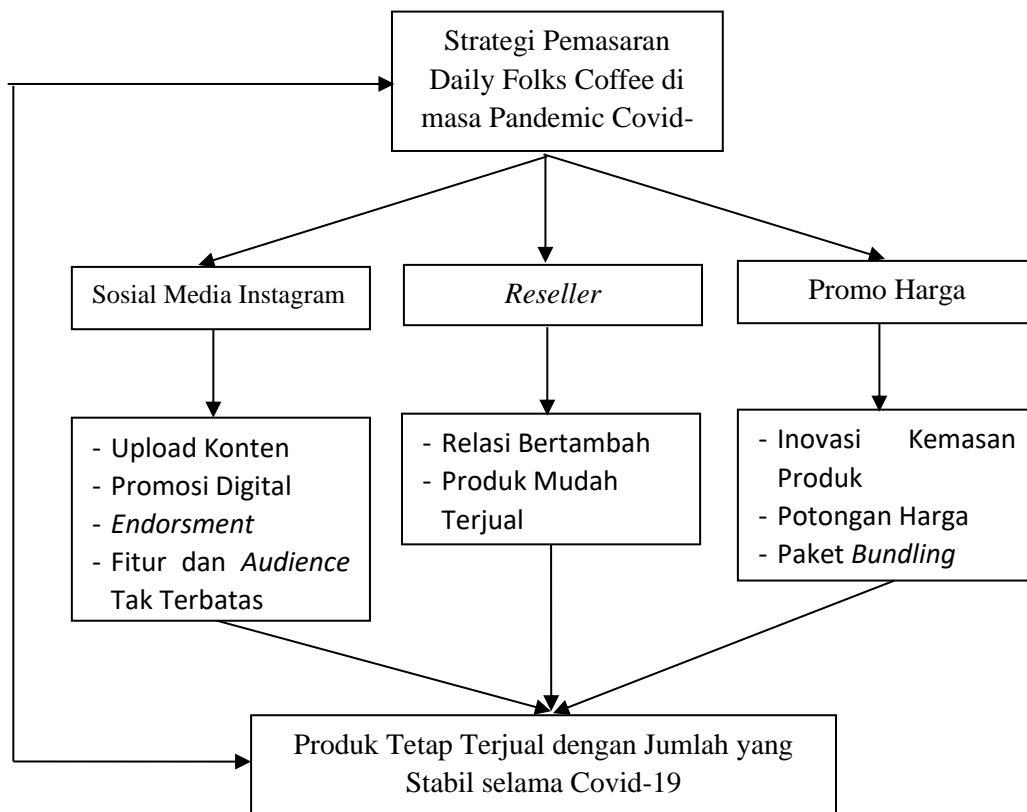 Strategi Pemasaran
Daily Folks Coffee di
masa Pandemic Covid-
Sosial Media Instagram
Reseller
Promo Harga
- Upload Konten
- Promosi Digital
- Endorsment
- Fitur dan Audience
Tak Terbatas
- Relasi Bertambah
- Produk Mudah
Terjual
- Inovasi Kemasan
Produk
- Potongan Harga
- Paket Bundling
Produk Tetap Terjual dengan Jumlah yang
Stabil selama Covid-19